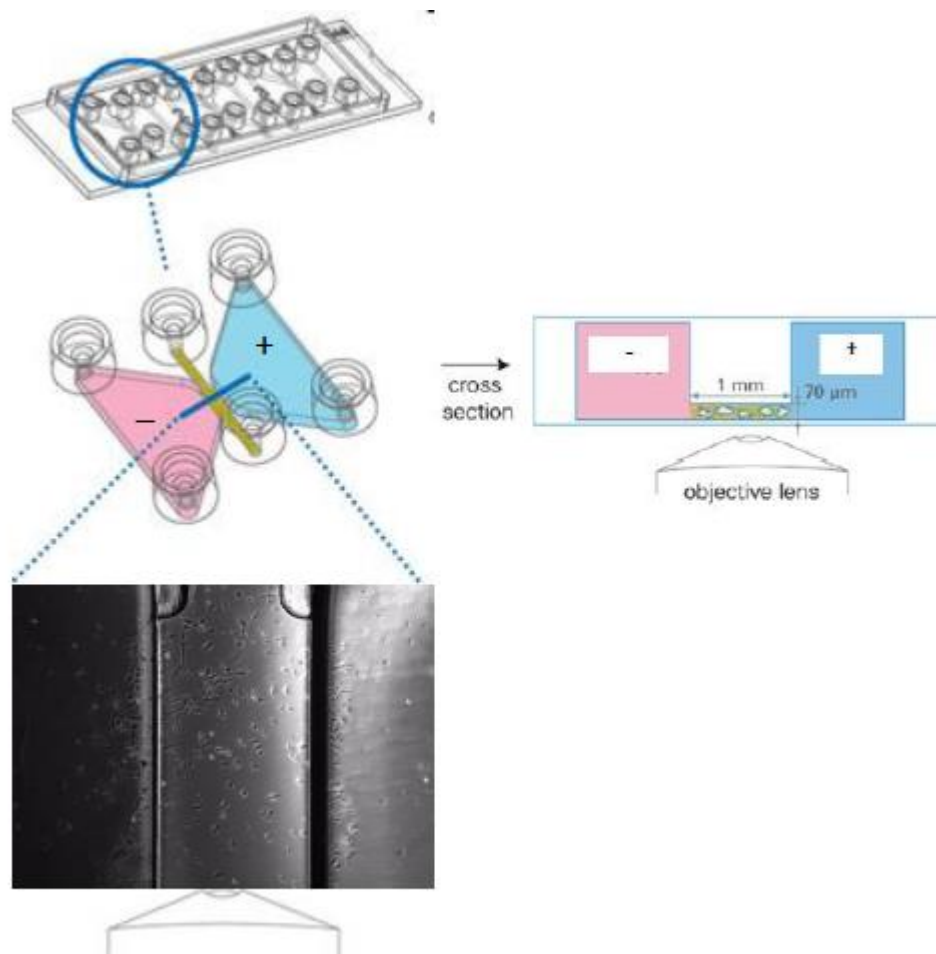 +
–
-
+
cross
section
1 mm
70 µm
objective lens